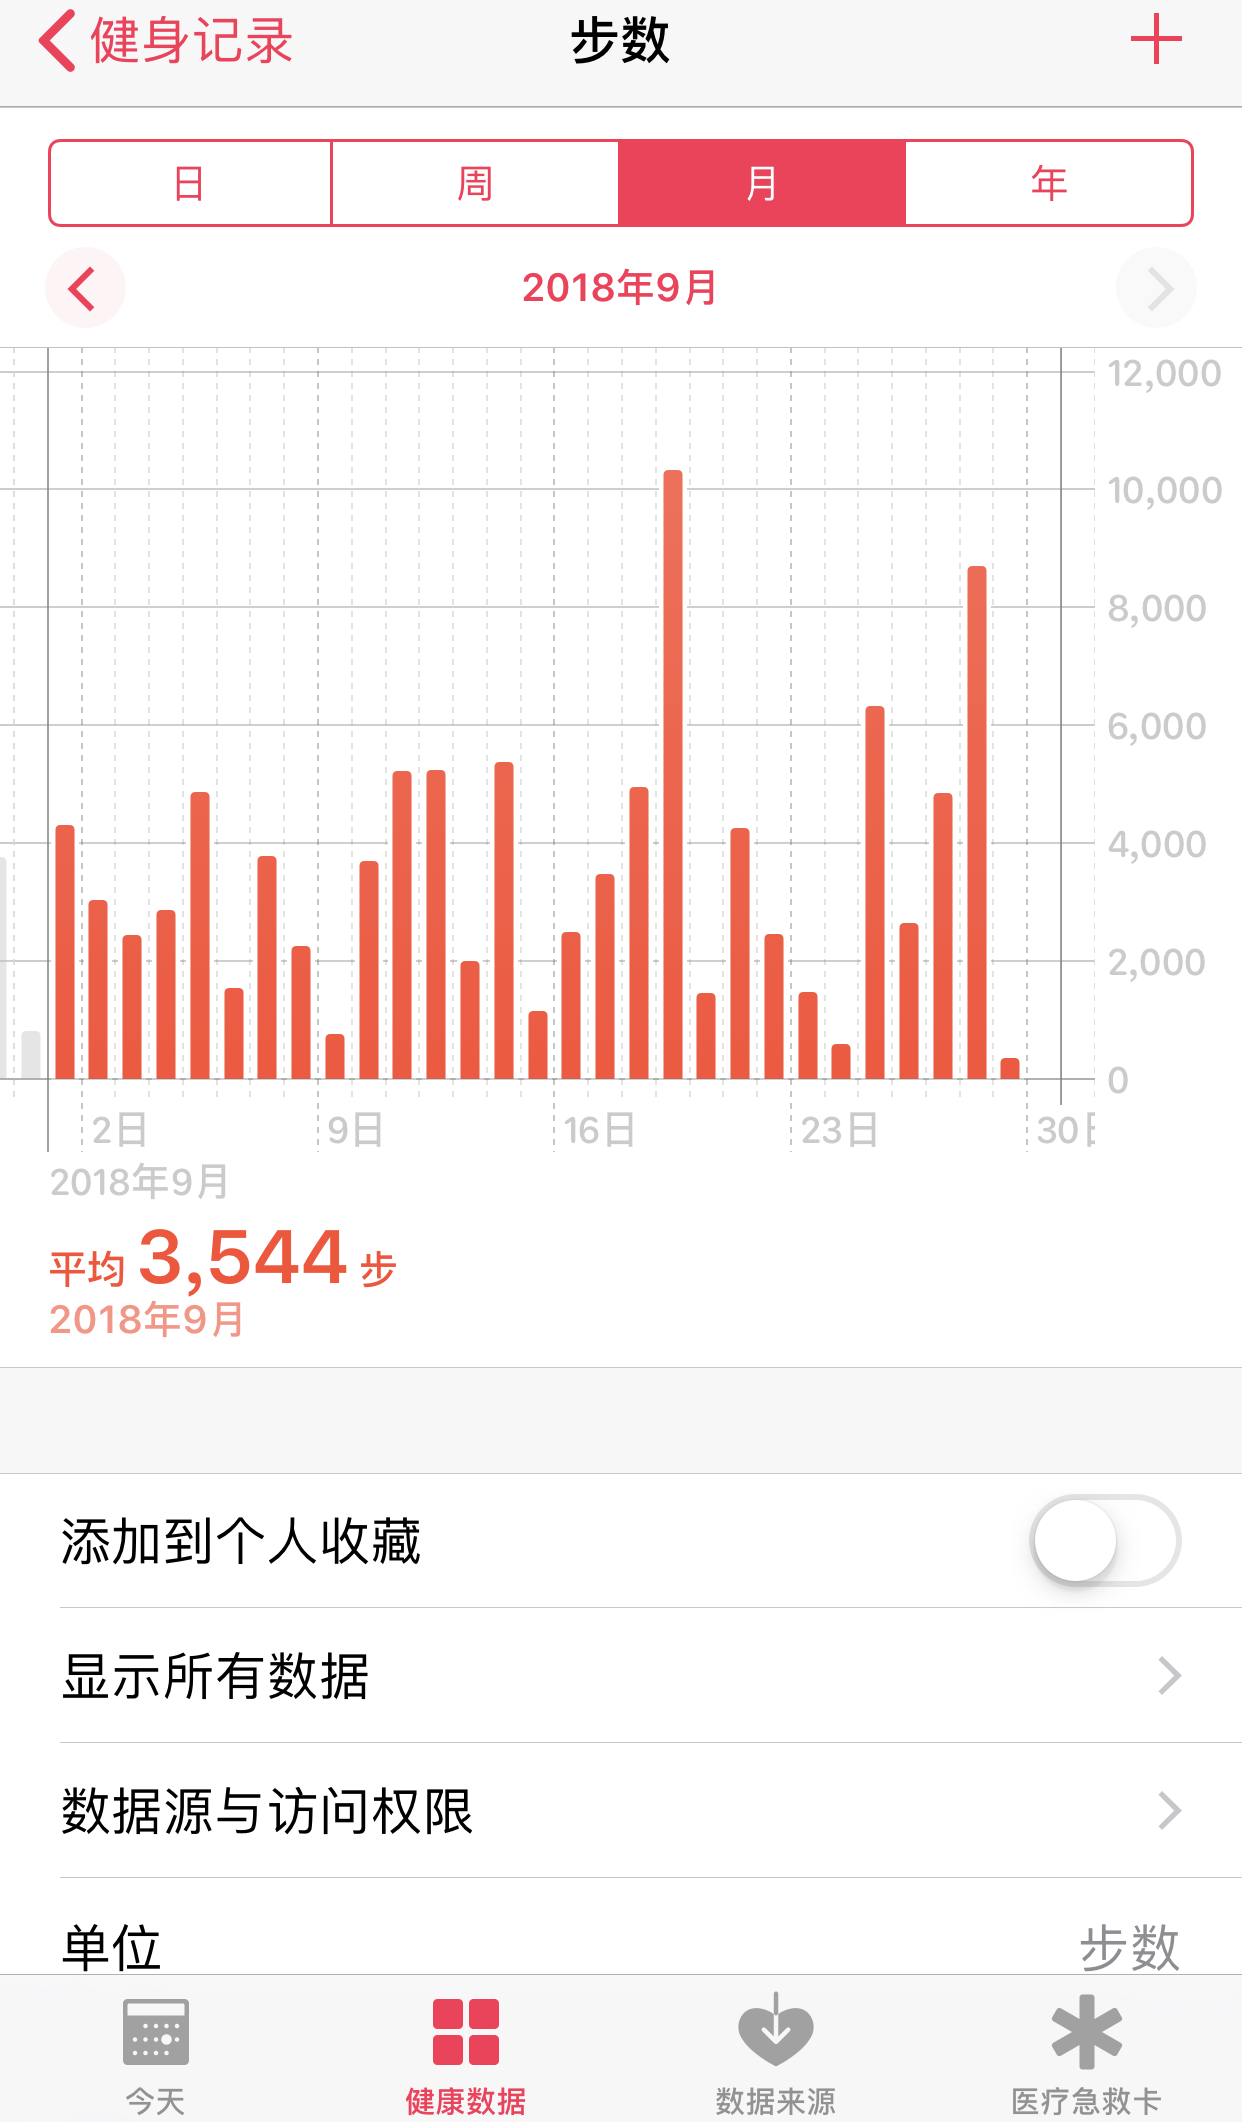 健身记录 步数
日 周 月 年
2018年9月
12,000
10,000
8,000
6,000
4,000
2,000
0
2日 9日 16日 23日 30日
2018年9月
平均 3,544 步
2018年9月
添加到个人收藏
显示所有数据
数据源与访问权限
单位 步数
今天 健康数据 数据来源 医疗急救卡